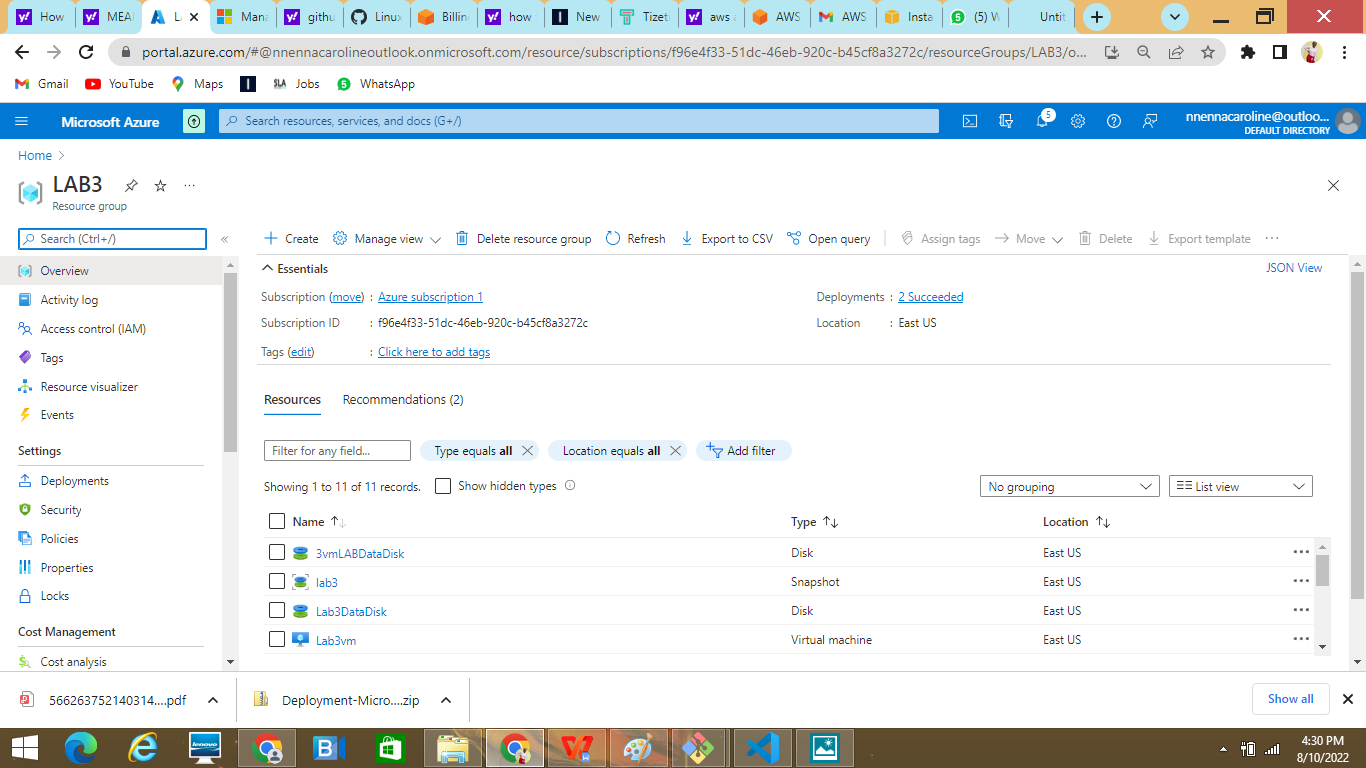 How
MEAI
L
Mana
githu
Linux
Billin
how
New
Tizeti
aws a
AWS
AWS
Insta
(5) W
Untit
portal.azure.com/#@nnennacarolineoutlook.onmicrosoft.com/resource/subscriptions/f96e4f33-51dc-46eb-920c-b45cf8a3272c/resourceGroups/LAB3/o...
Gmail YouTube Maps SLA Jobs WhatsApp
Microsoft Azure Search resources, services, and docs (G+/) 5 nnennacaroline@outloo...
DEFAULT DIRECTORY
Home
LAB3
Resource group
Search (Ctrl+/) «
Create Manage view Delete resource group Refresh Export to CSV Open query Assign tags Move Delete Export template
Overview
Activity log
Access control (IAM)
Tags
Resource visualizer
Events
Settings
Deployments
Security
Policies
Properties
Locks
Cost Management
Cost analysis
Essentials JSON View
Subscription (move) : Azure subscription 1 Deployments : 2 Succeeded
Subscription ID : f96e4f33-51dc-46eb-920c-b45cf8a3272c Location : East US
Tags (edit) : Click here to add tags
Resources Recommendations (2)
Filter for any field... Type equals all Location equals all Add filter
Showing 1 to 11 of 11 records. Show hidden types No grouping List view
Name Type Location
3vmLABDataDisk Disk East US
lab3 Snapshot East US
Lab3DataDisk Disk East US
Lab3vm Virtual machine East US
566263752140314....pdf Deployment-Micro....zip Show all
lenovo
4:30 PM
8/10/2022